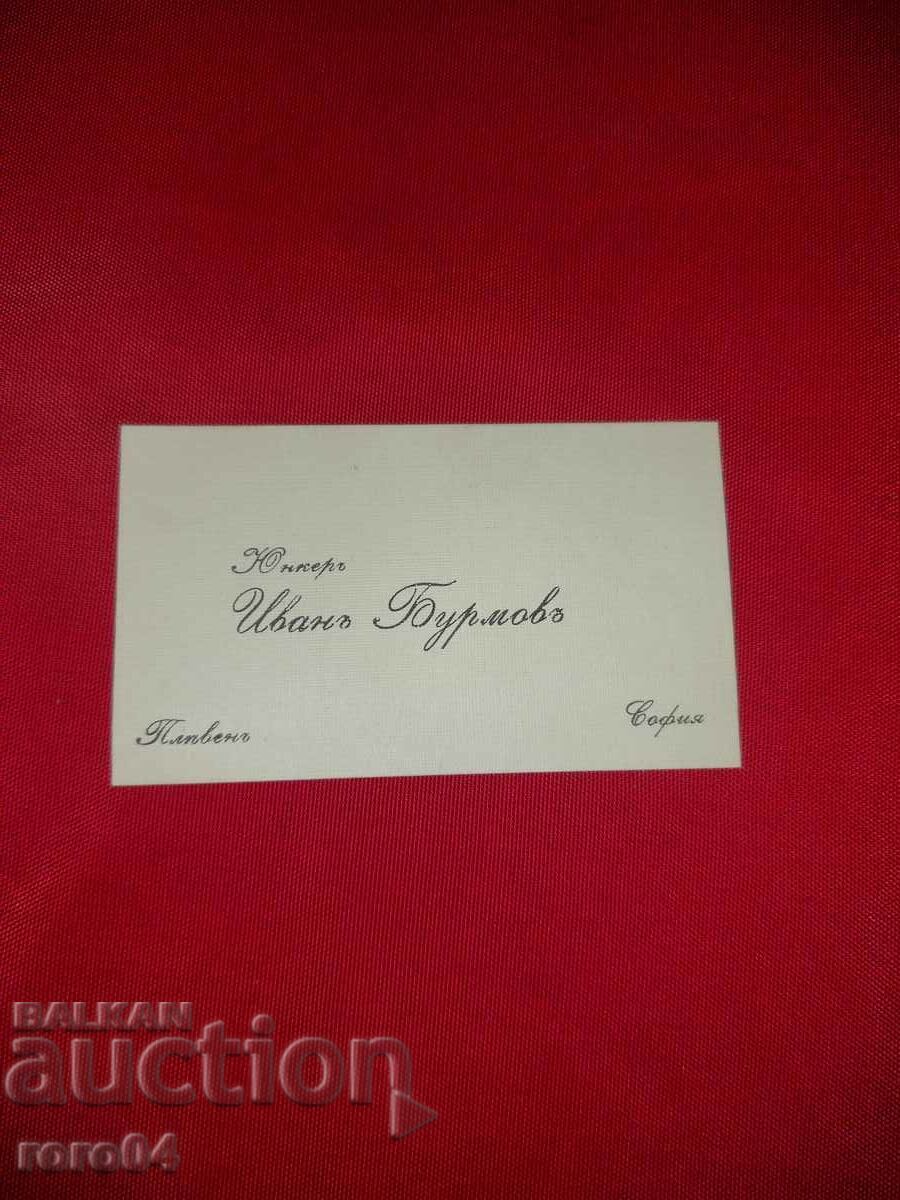 Юнкеръ
Иванъ Бурмовъ
Плѣвенъ
София
BALKAN
auction
roro04